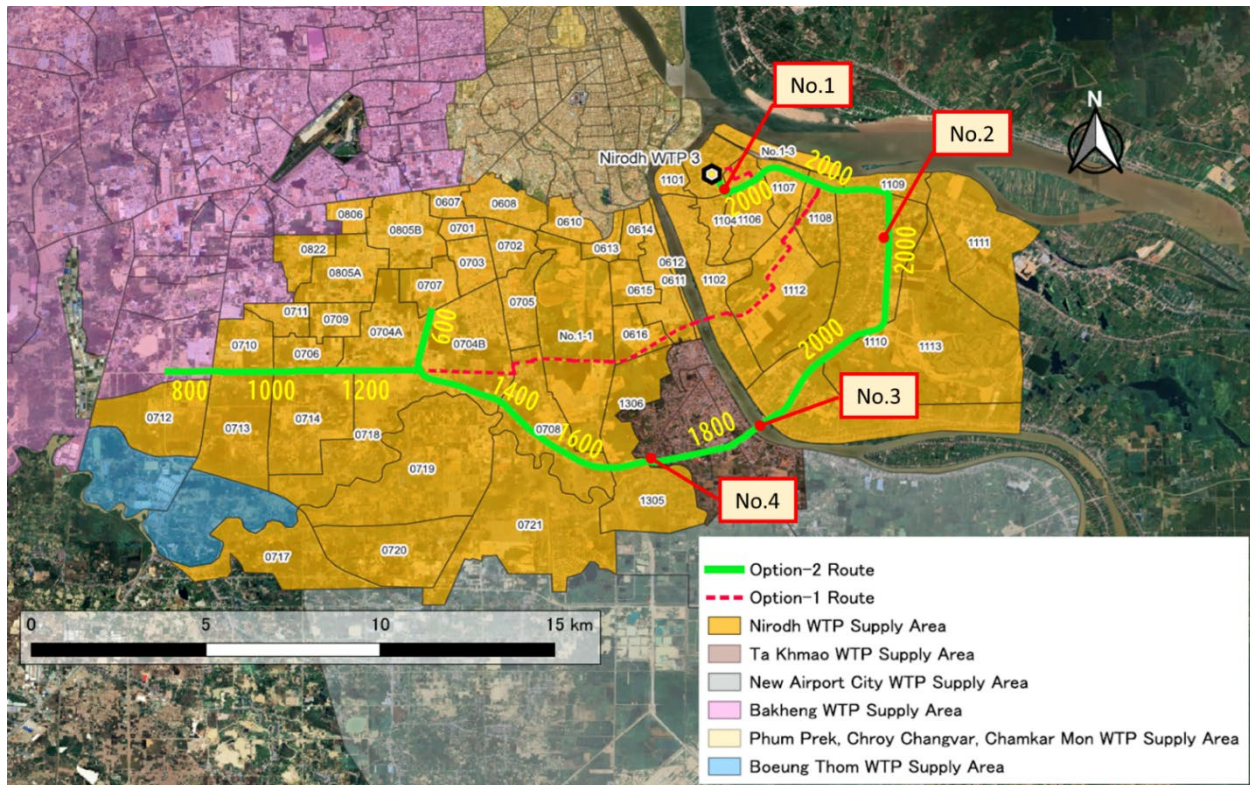 No.1
No.2
N
Nirodh WTP 3
No.1-3
2000
1101
1107
1109
2000
0607
0608
0806
0610
0614
1104
1106
1108
2000
0805B
0701
0702
0613
1111
0822
0703
0612
0805A
0611
1102
0707
0615
1112
0705
0711
0709
0704A
600
0704B
No.1-1
0616
2000
1110
1113
0710
0706
800
1000
1200
1400
1306
No.3
0712
0713
0714
0718
0708
1600
1800
0719
No.4
1305
0721
0717
0720
0
5
10
15 km
Option-2 Route
Option-1 Route
Nirodh WTP Supply Area
Ta Khmao WTP Supply Area
New Airport City WTP Supply Area
Bakheng WTP Supply Area
Phum Prek, Chroy Changvar, Chamkar Mon WTP Supply Area
Boeung Thom WTP Supply Area